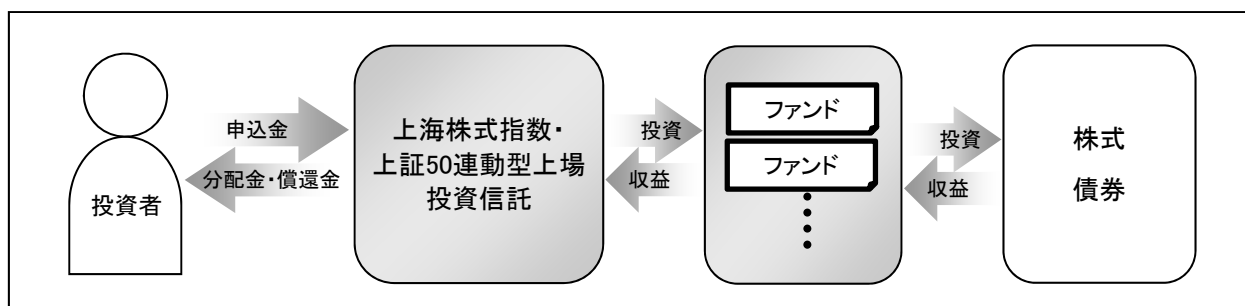 投資者
申込金
分配金・償還金
上海株式指数・
上証50連動型上場
投資信託
投資
収益
ファンド
ファンド
投資
収益
株式
債券